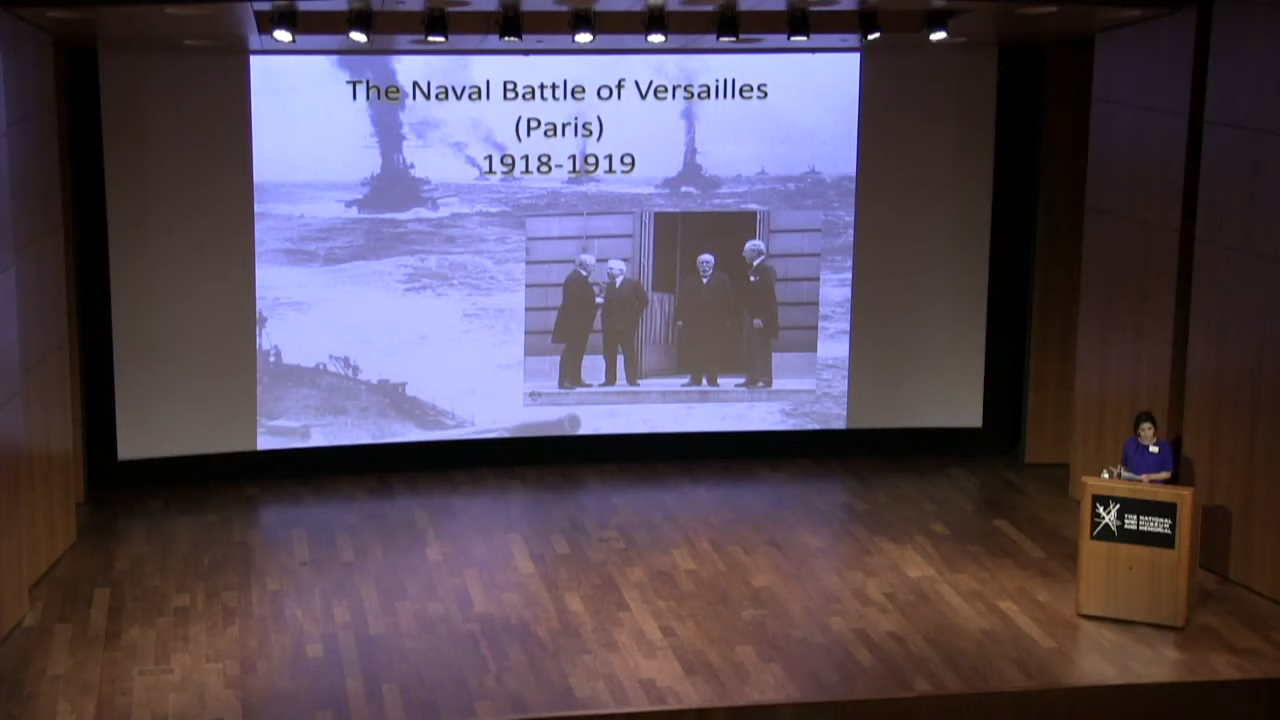 The Naval Battle of Versailles
(Paris)
1918-1919
THE NATIONAL
WWI MUSEUM
AND MEMORIAL